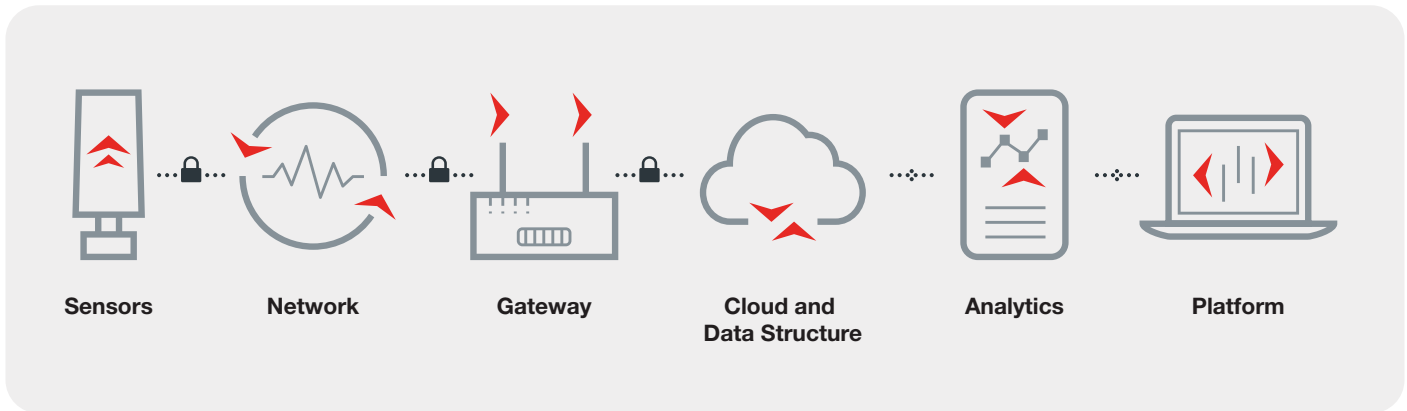 Sensors
Network
Gateway
Cloud and
Data Structure
Analytics
Platform